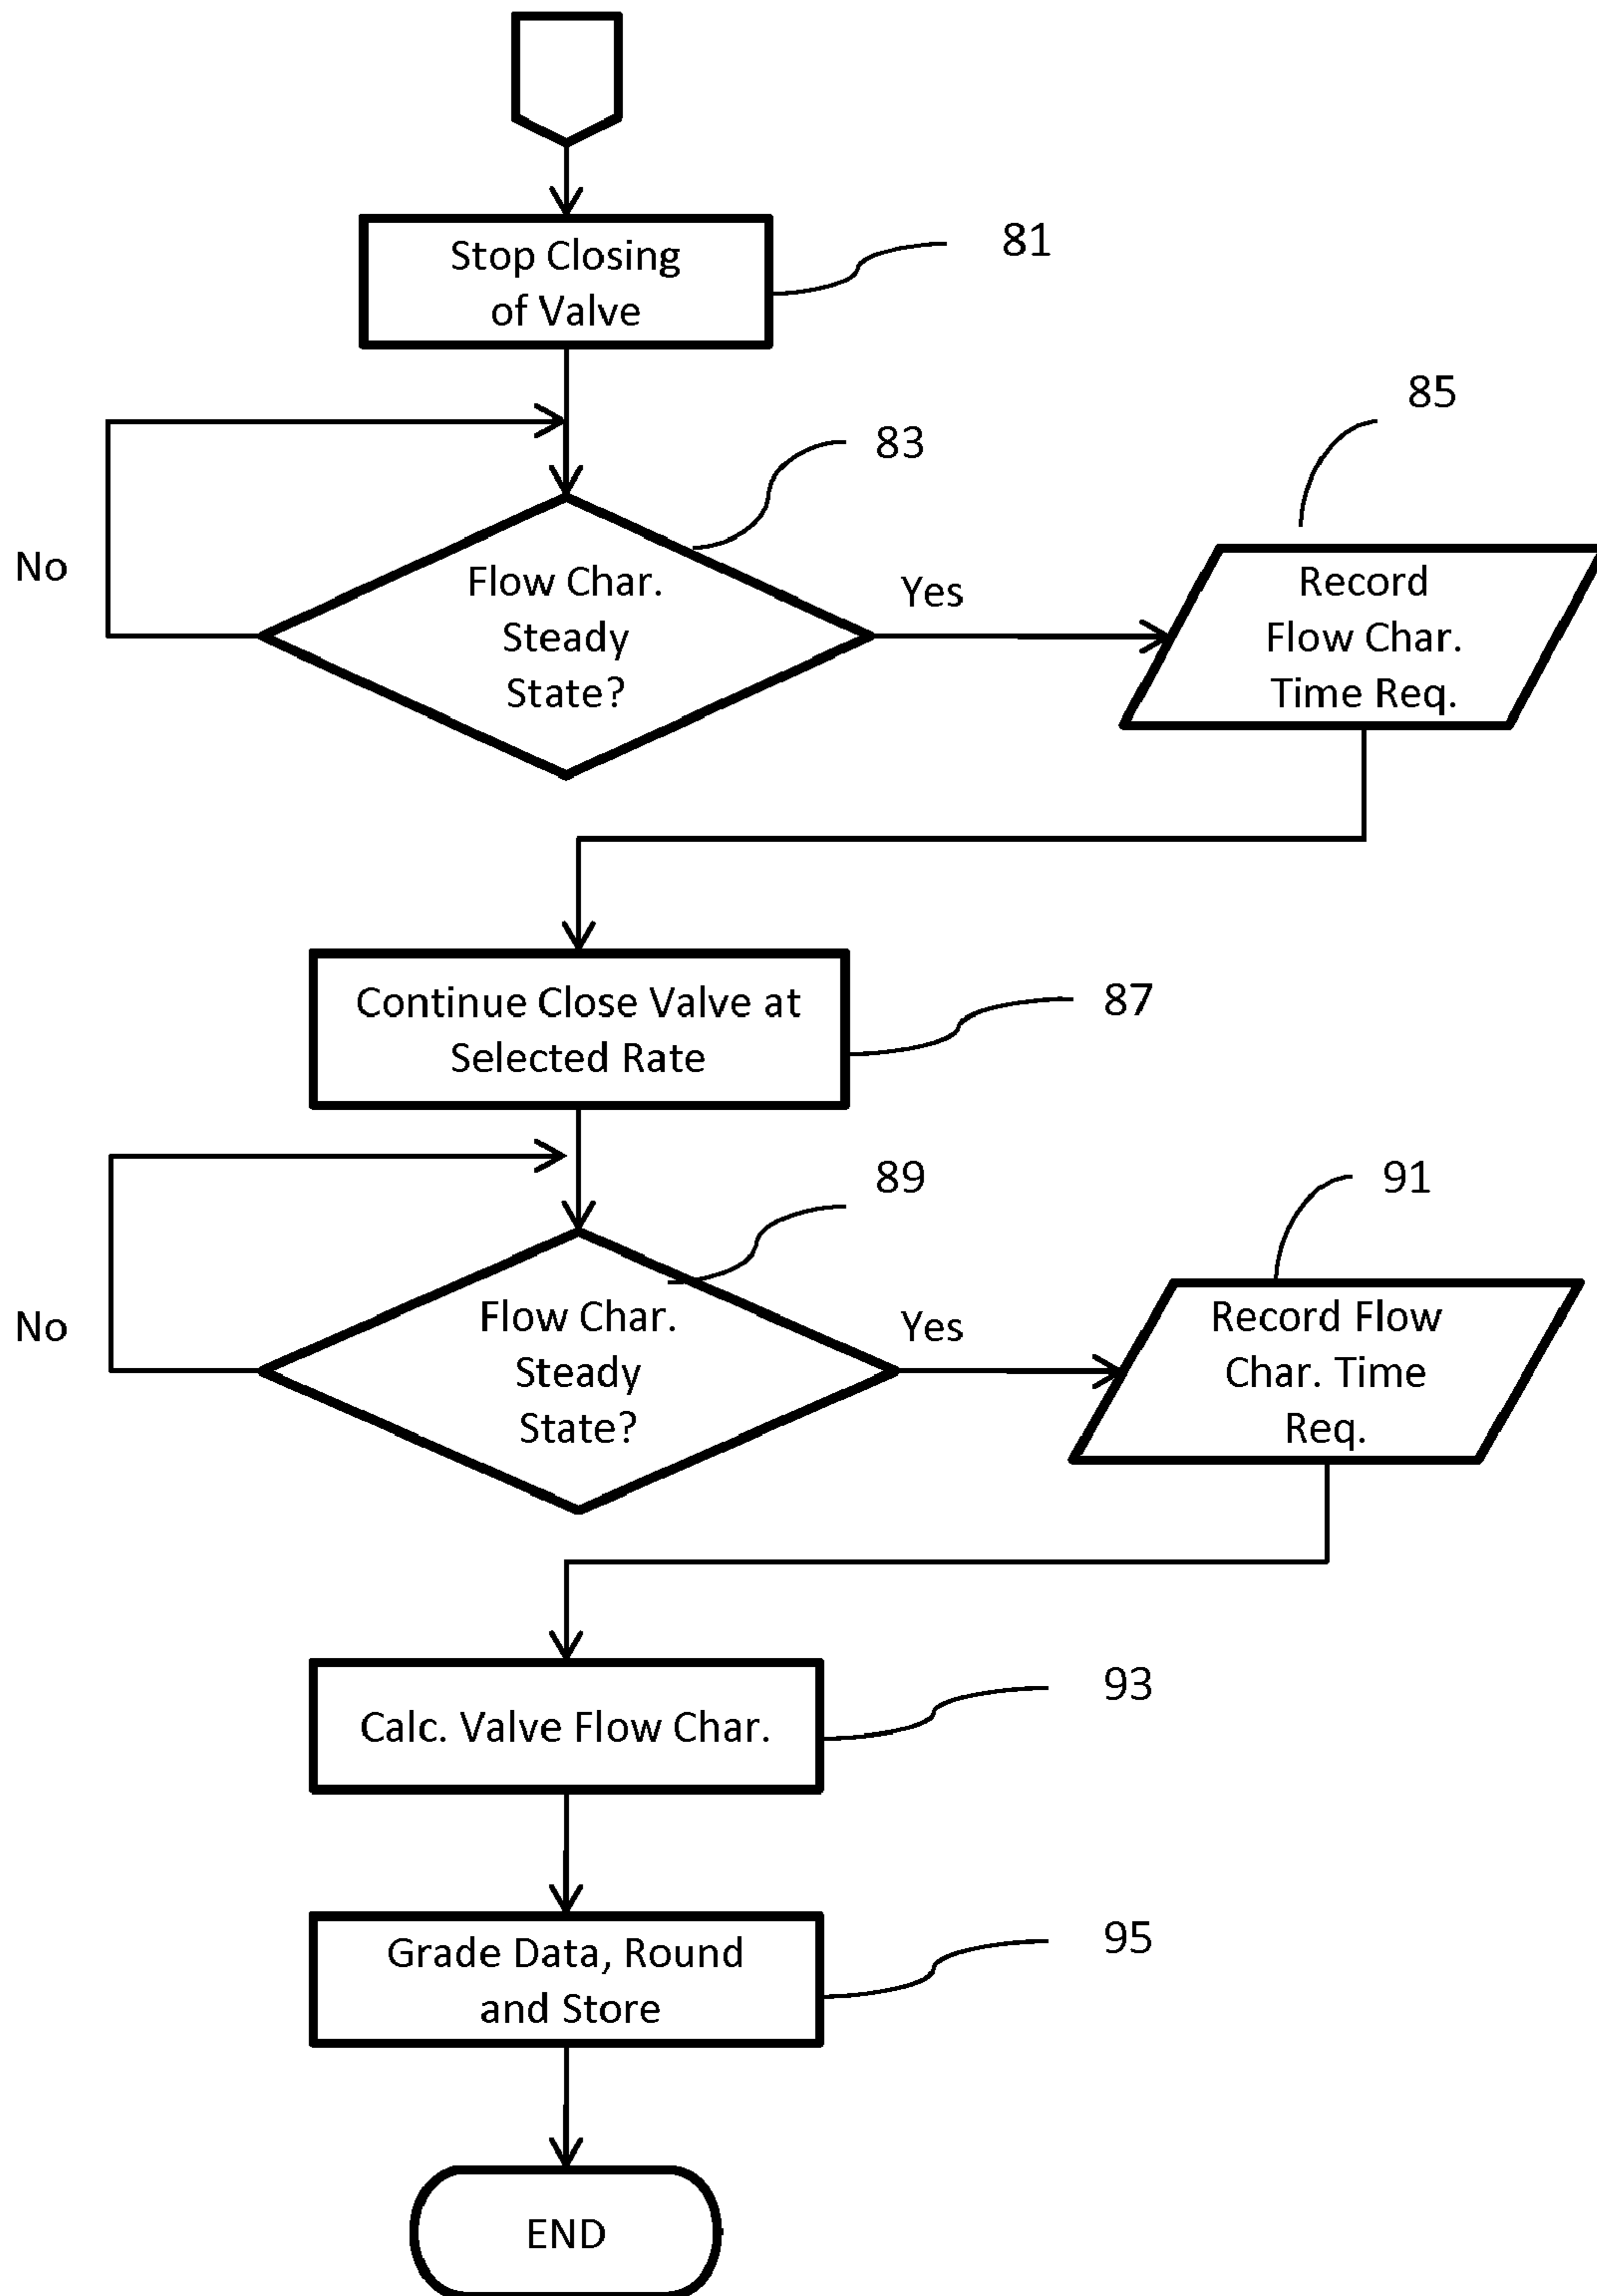 Stop Closing
of Valve
81
83
85
No
Flow Char.
Steady
State?
Yes
Record
Flow Char.
Time Req.
Continue Close Valve at
Selected Rate
87
89
91
No
Flow Char.
Steady
State?
Yes
Record Flow
Char. Time
Req.
Calc. Valve Flow Char.
93
Grade Data, Round
and Store
95
END